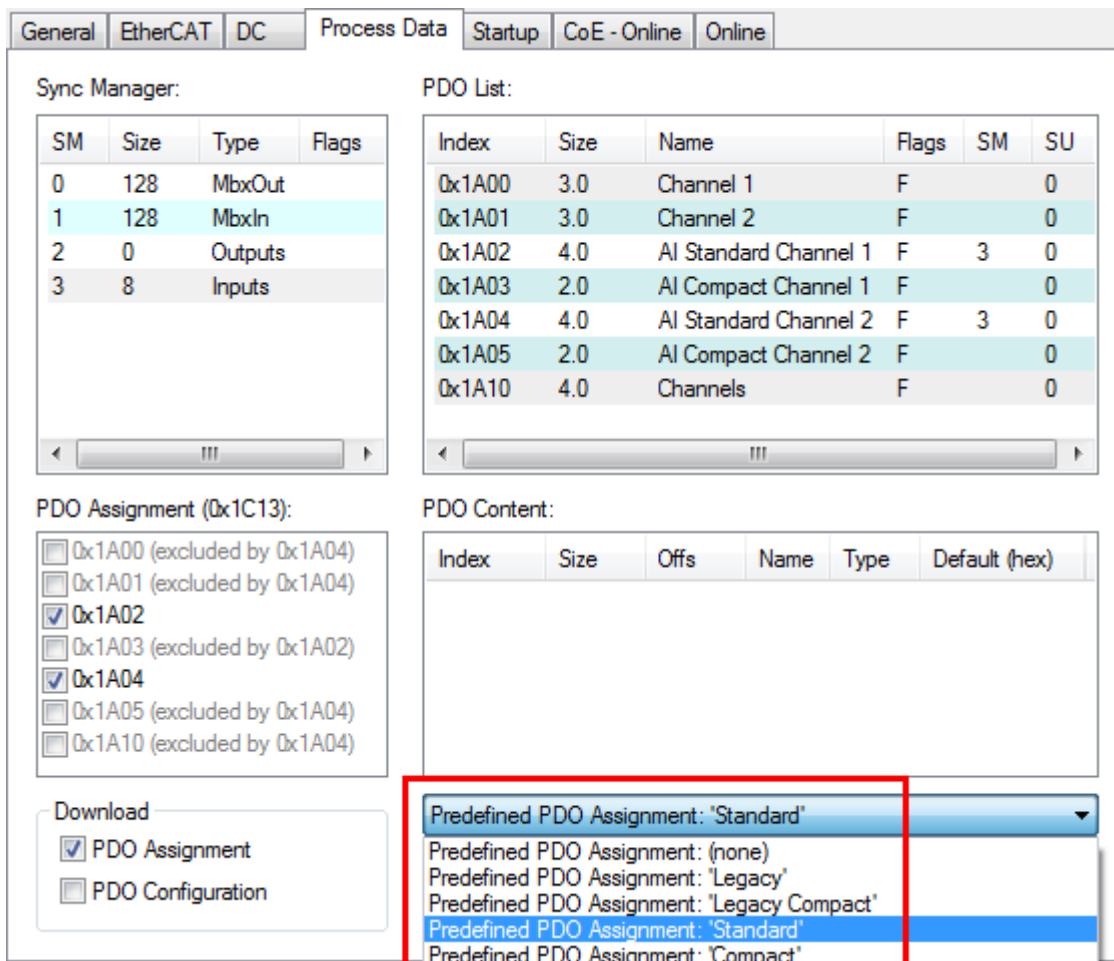 General EtherCAT DC Process Data Startup CoE - Online Online
Sync Manager:
SM Size Type Flags
0 128 MbxOut
1 128 MbxIn
2 0 Outputs
3 8 Inputs
PDO List:
Index Size Name Flags SM SU
0x1A00 3.0 Channel 1 F 0
0x1A01 3.0 Channel 2 F 0
0x1A02 4.0 AI Standard Channel 1 F 3 0
0x1A03 2.0 AI Compact Channel 1 F 0
0x1A04 4.0 AI Standard Channel 2 F 3 0
0x1A05 2.0 AI Compact Channel 2 F 0
0x1A10 4.0 Channels F 0
PDO Assignment (0x1C13):
0x1A00 (excluded by 0x1A04)
0x1A01 (excluded by 0x1A04)
0x1A02
0x1A03 (excluded by 0x1A02)
0x1A04
0x1A05 (excluded by 0x1A04)
0x1A10 (excluded by 0x1A04)
PDO Content:
Index Size Offs Name Type Default (hex)
Download
PDO Assignment
PDO Configuration
Predefined PDO Assignment: 'Standard'
Predefined PDO Assignment: (none)
Predefined PDO Assignment: 'Legacy'
Predefined PDO Assignment: 'Legacy Compact'
Predefined PDO Assignment: 'Standard'
Predefined PDO Assignment: 'Compact'